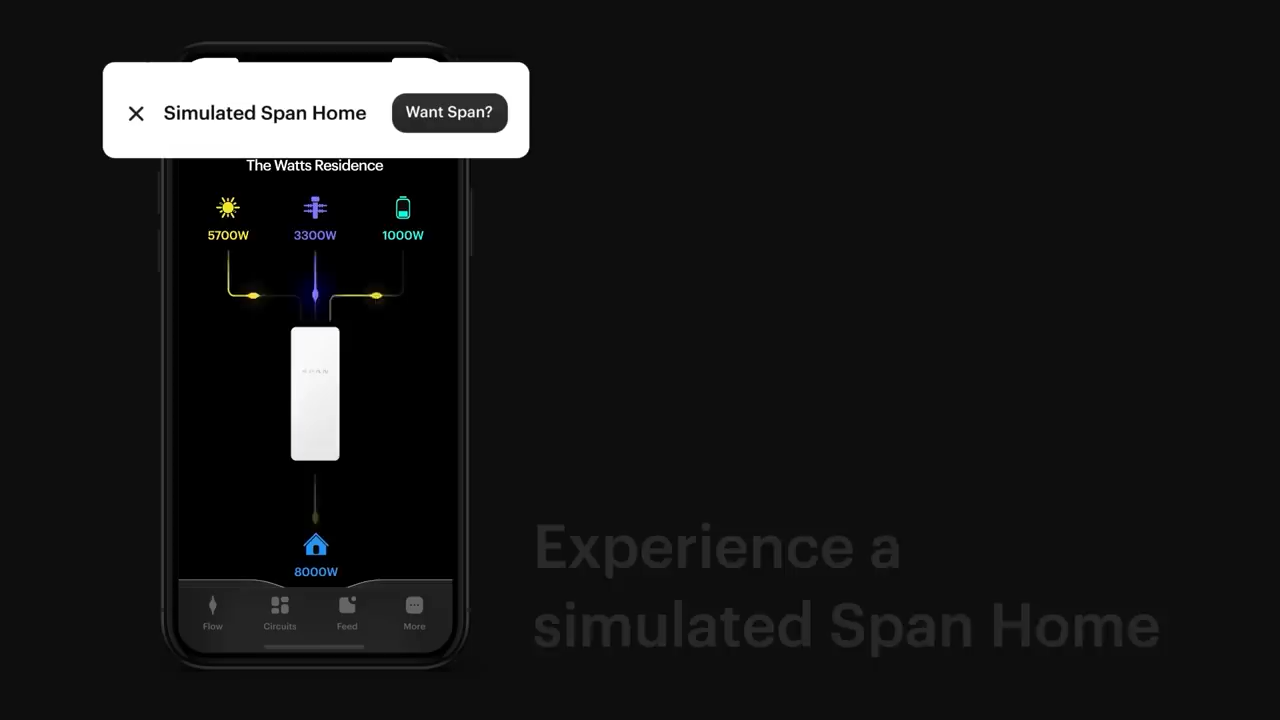 Simulated Span Home
Want Span?
The Watts Residence
5700W
3300W
1000W
SPAN
8000W
Flow
Circuits
Feed
More
Experience a
simulated Span Home